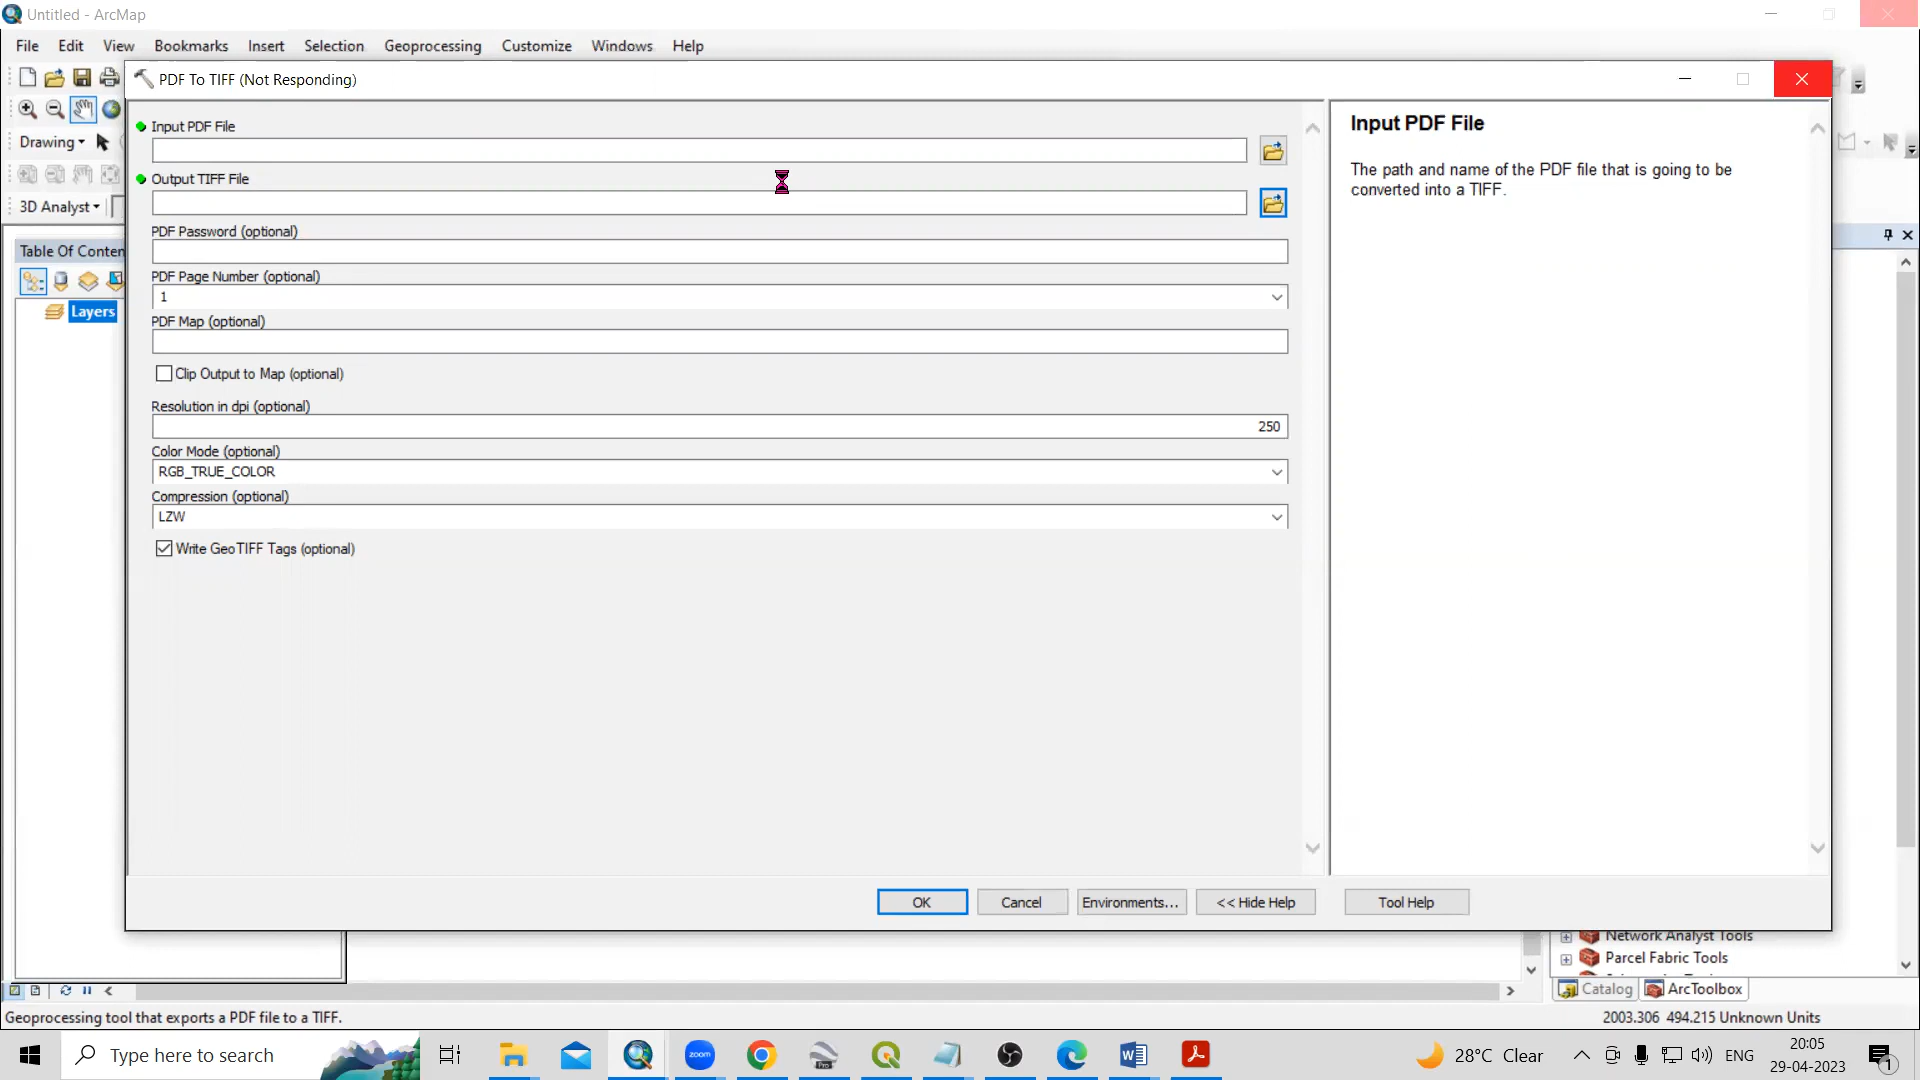 Untitled - ArcMap
File Edit View Bookmarks Insert Selection Geoprocessing Customize Windows Help
PDF To TIFF (Not Responding)
Input PDF File
Output TIFF File
PDF Password (optional)
PDF Page Number (optional)
1
PDF Map (optional)
Clip Output to Map (optional)
Resolution in dpi (optional)
250
Color Mode (optional)
RGB_TRUE_COLOR
Compression (optional)
LZW
Write GeoTIFF Tags (optional)
OK Cancel Environments... << Hide Help Tool Help
Input PDF File
The path and name of the PDF file that is going to be
converted into a TIFF.
Drawing
3D Analyst
Table Of Conten
Layers
Network Analyst Tools
Parcel Fabric Tools
Catalog ArcToolbox
Geoprocessing tool that exports a PDF file to a TIFF.
2003.306 494.215 Unknown Units
Type here to search
zoom
Pro
28°C Clear
ENG
20:05
29-04-2023
1